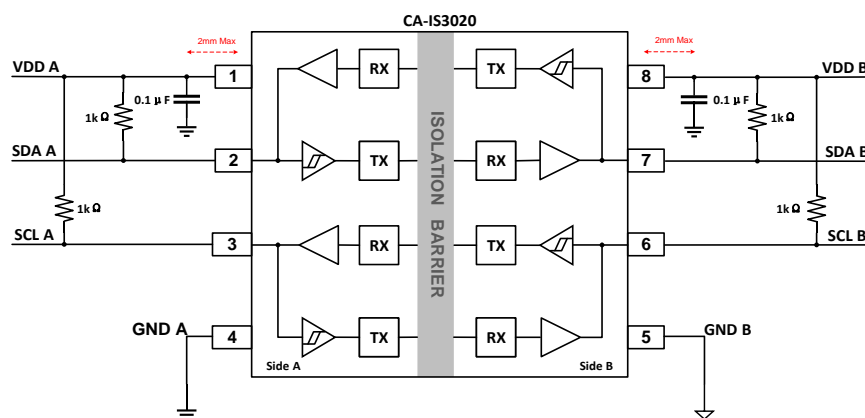 CA-IS3020
2mm Max
2mm Max
VDD A
1
RX
TX
8
VDD B
0.1 μF
0.1 μF
1kΩ
1kΩ
SDA A
2
TX
RX
7
SDA B
ISOLATION BARRIER
1kΩ
1kΩ
SCL A
3
RX
TX
6
SCL B
GND A
4
TX
RX
5
GND B
Side A
Side B